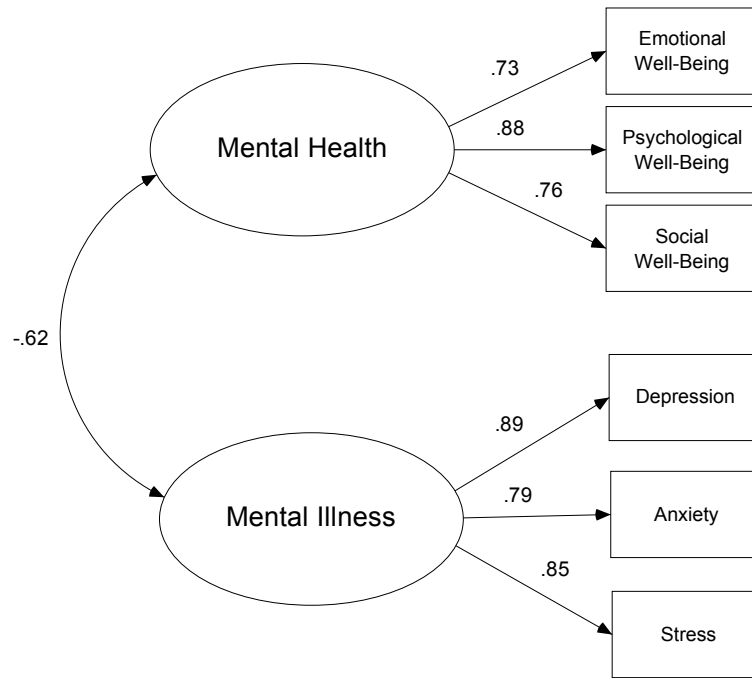 Emotional
Well-Being
.73
Mental Health
.88
Psychological
Well-Being
.76
Social
Well-Being
-.62
Depression
.89
Mental Illness
.79
Anxiety
.85
Stress